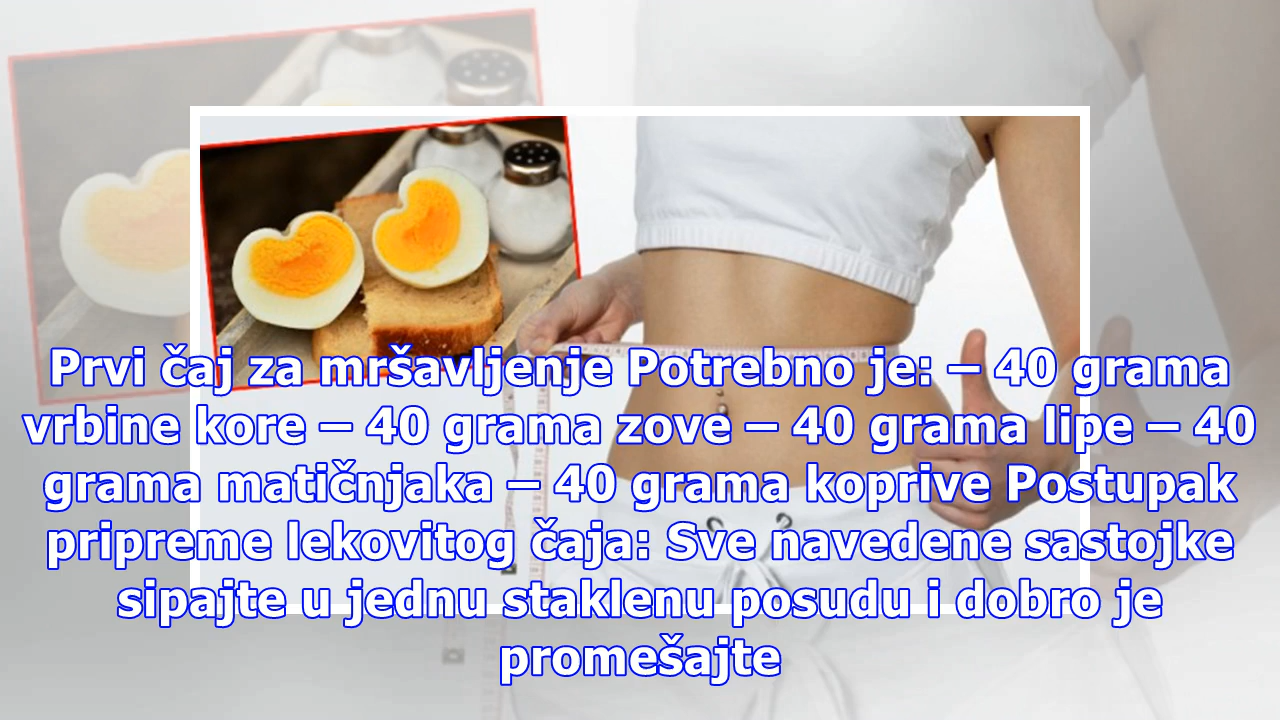 Prvi čaj za mršavljenje Potrebno je: – 40 grama
vrbine kore – 40 grama zove – 40 grama lipe – 40
grama matičnjaka – 40 grama koprive Postupak
pripreme lekovitog čaja: Sve navedene sastojke
sipajte u jednu staklenu posudu i dobro je
promešajte